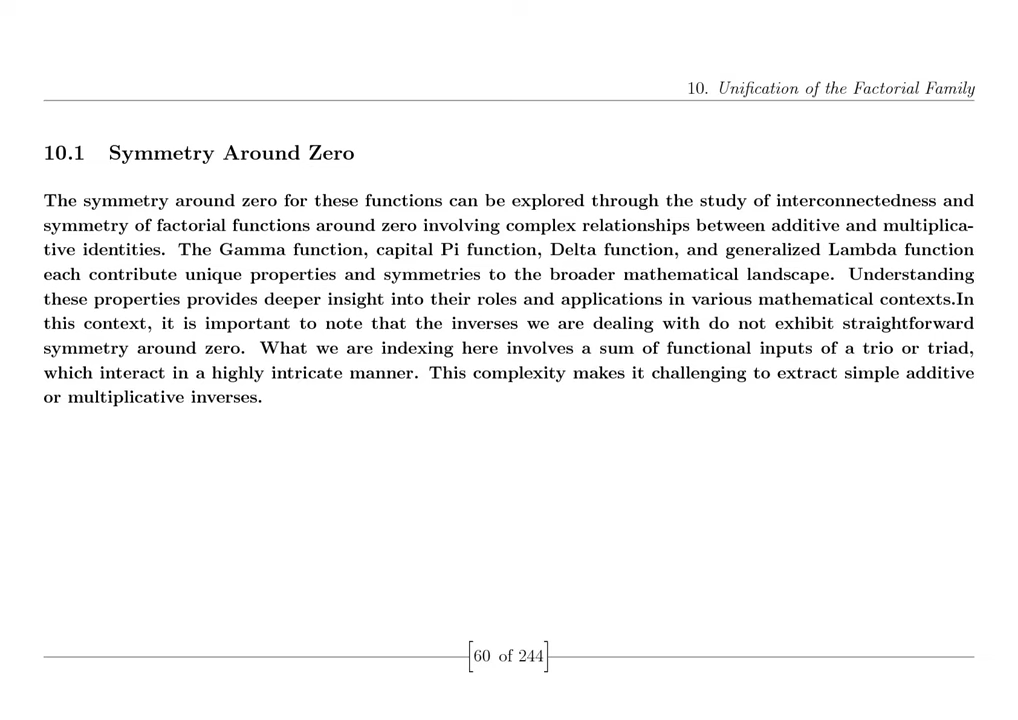 10. Unification of the Factorial Family
10.1 Symmetry Around Zero
The symmetry around zero for these functions can be explored through the study of interconnectedness and
symmetry of factorial functions around zero involving complex relationships between additive and multiplica-
tive identities. The Gamma function, capital Pi function, Delta function, and generalized Lambda function
each contribute unique properties and symmetries to the broader mathematical landscape. Understanding
these properties provides deeper insight into their roles and applications in various mathematical contexts.In
this context, it is important to note that the inverses we are dealing with do not exhibit straightforward
symmetry around zero. What we are indexing here involves a sum of functional inputs of a trio or triad,
which interact in a highly intricate manner. This complexity makes it challenging to extract simple additive
or multiplicative inverses.
[60 of 244]